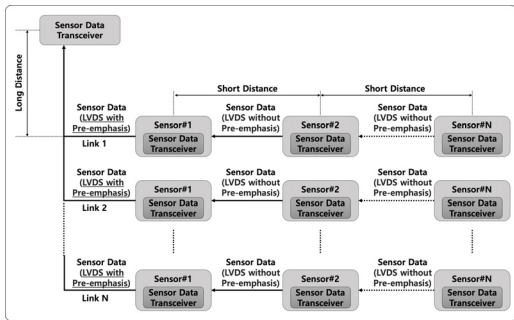 Sensor Data
Transceiver
Long Distance
Short Distance
Short Distance
Sensor Data
(LVDS with
Pre-emphasis)
Link 1
Sensor#1
Sensor Data
Transceiver
Sensor Data
(LVDS without
Pre-emphasis)
Sensor#2
Sensor Data
Transceiver
Sensor Data
(LVDS without
Pre-emphasis)
Sensor#N
Sensor Data
Transceiver
Sensor Data
(LVDS with
Pre-emphasis)
Link 2
Sensor#1
Sensor Data
Transceiver
Sensor Data
(LVDS without
Pre-emphasis)
Sensor#2
Sensor Data
Transceiver
Sensor Data
(LVDS without
Pre-emphasis)
Sensor#N
Sensor Data
Transceiver
Sensor Data
(LVDS with
Pre-emphasis)
Link N
Sensor#1
Sensor Data
Transceiver
Sensor Data
(LVDS without
Pre-emphasis)
Sensor#2
Sensor Data
Transceiver
Sensor Data
(LVDS without
Pre-emphasis)
Sensor#N
Sensor Data
Transceiver